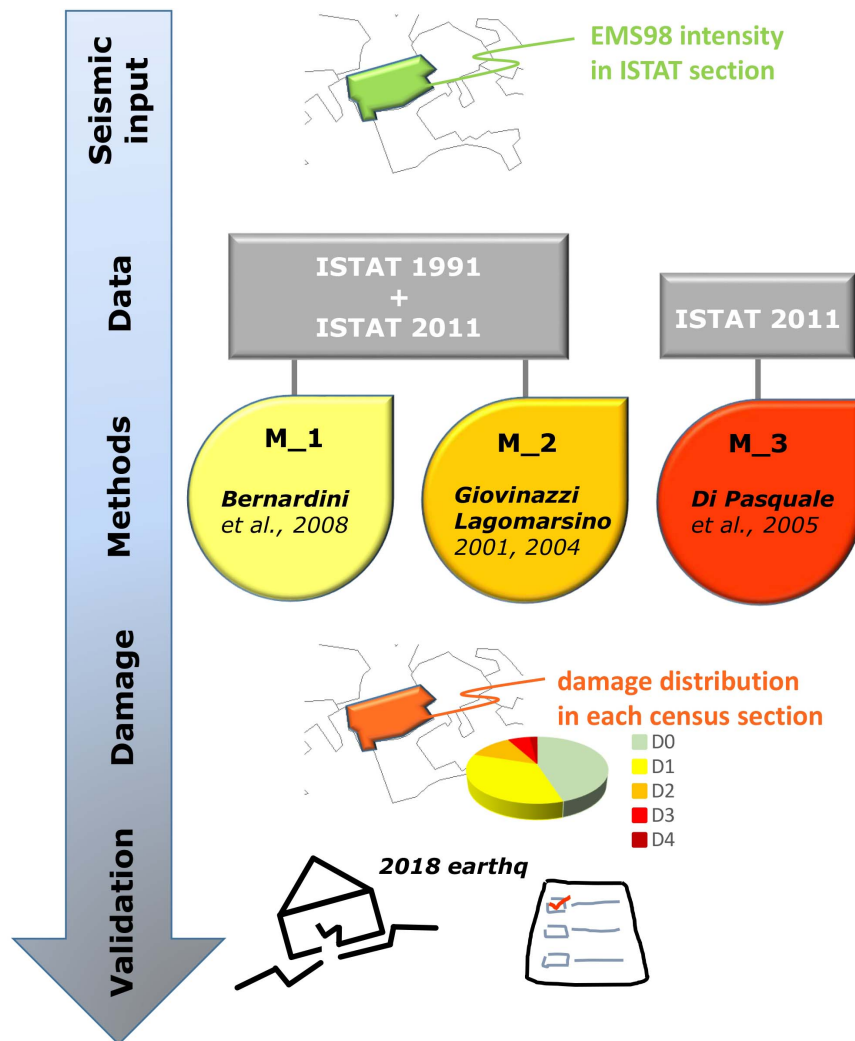 Seismic
input
EMS98 intensity
in ISTAT section
Data
ISTAT 1991
+
ISTAT 2011
ISTAT 2011
Methods
M_1
Bernardini
et al., 2008
M_2
Giovinazzi
Lagomarsino
2001, 2004
M_3
Di Pasquale
et al., 2005
Damage
damage distribution
in each census section
D0
D1
D2
D3
D4
Validation
2018 earthq